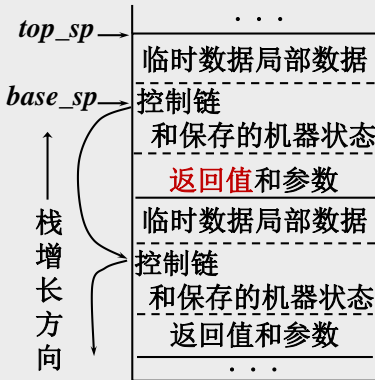 . . .
top_sp
临时数据局部数据
base_sp
控制链
和保存的机器状态
返回值和参数
临时数据局部数据
控制链
和保存的机器状态
返回值和参数
. . .
栈
增
长
方
向